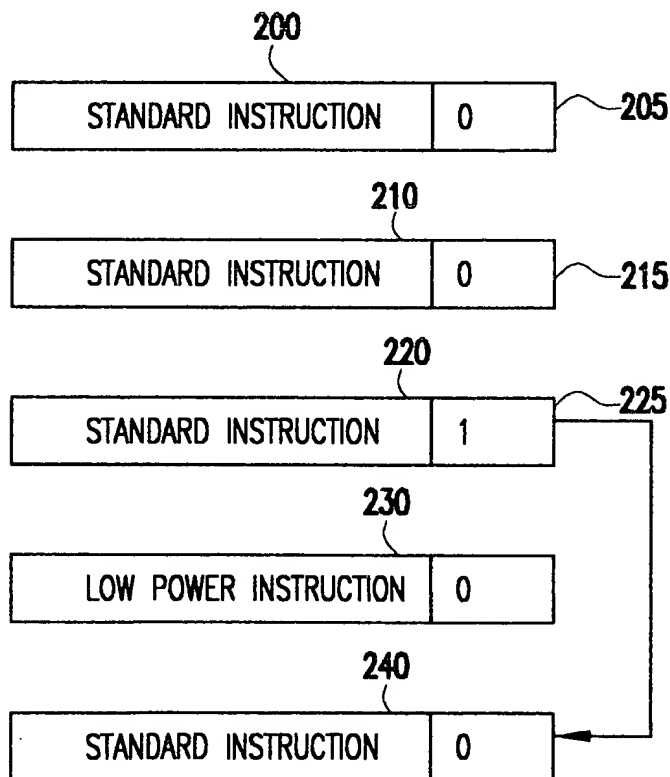 200
STANDARD INSTRUCTION 0 205
210
STANDARD INSTRUCTION 0 215
220
STANDARD INSTRUCTION 1 225
230
LOW POWER INSTRUCTION 0
240
STANDARD INSTRUCTION 0